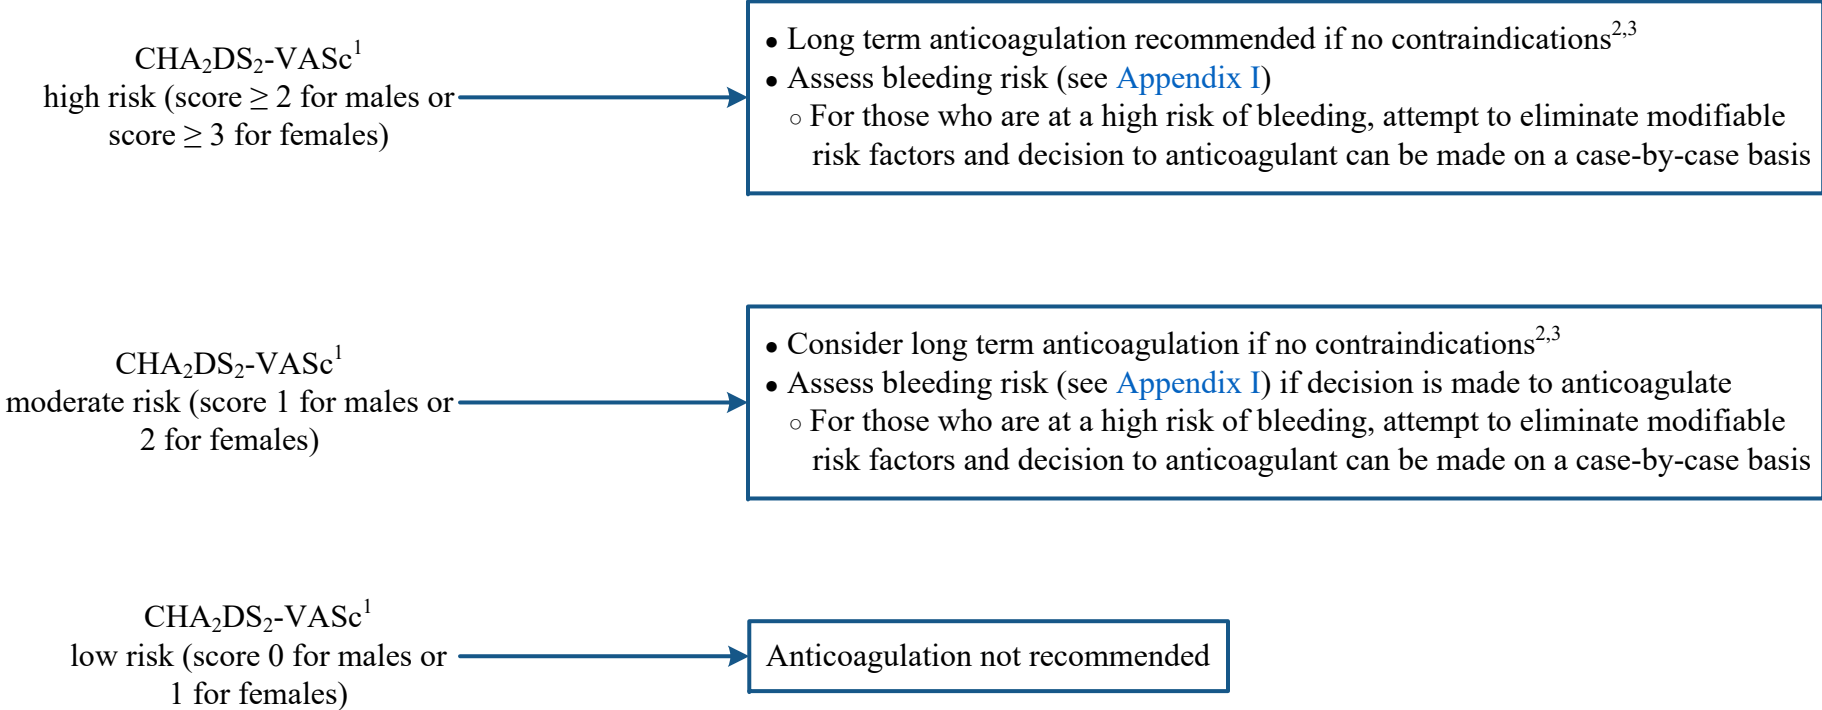 CHA₂DS₂-VASc¹
high risk (score ≥ 2 for males or
score ≥ 3 for females)
• Long term anticoagulation recommended if no contraindications²,³
• Assess bleeding risk (see Appendix I)
○ For those who are at a high risk of bleeding, attempt to eliminate modifiable
risk factors and decision to anticoagulant can be made on a case-by-case basis
CHA₂DS₂-VASc¹
moderate risk (score 1 for males or
2 for females)
• Consider long term anticoagulation if no contraindications²,³
• Assess bleeding risk (see Appendix I) if decision is made to anticoagulate
○ For those who are at a high risk of bleeding, attempt to eliminate modifiable
risk factors and decision to anticoagulant can be made on a case-by-case basis
CHA₂DS₂-VASc¹
low risk (score 0 for males or
1 for females)
Anticoagulation not recommended